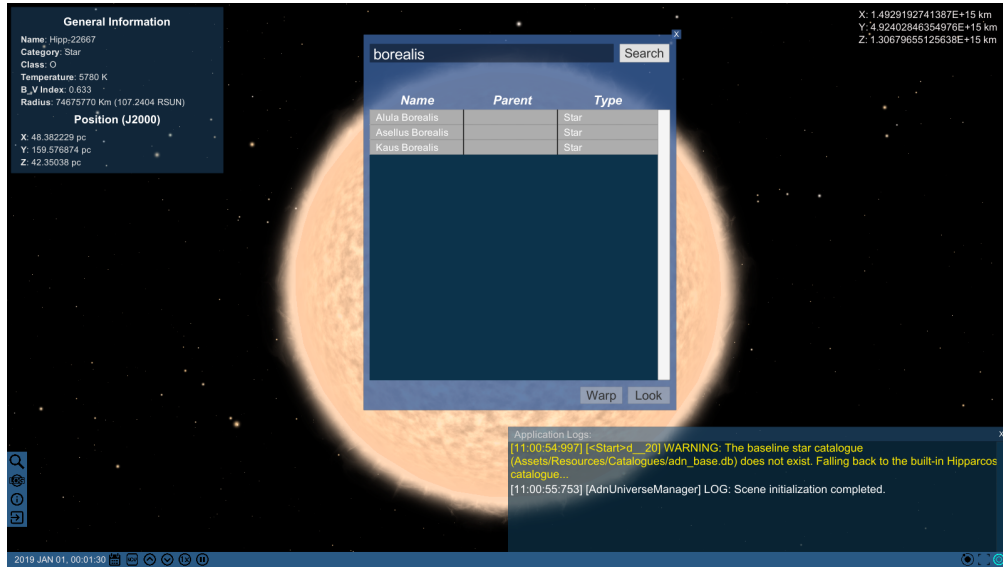 General Information
Name: Hipp-22667
Category: Star
Class: O
Temperature: 5780 K
B_V Index: 0.633
Radius: 74675770 Km (107.2404 RSUN)
Position (J2000)
X: 48.382229 pc
Y: 159.576874 pc
Z: 42.35038 pc
X: 1.4929192741387E+15 km
Y: 4.92402846354976E+15 km
Z: 1.30679655125638E+15 km
X
borealis
Search
Name Parent Type
Alula Borealis Star
Asellus Borealis Star
Kaus Borealis Star
Warp Look
Application Logs: X
[11:00:54:997] [<Start>d__20] WARNING: The baseline star catalogue
(Assets/Resources/Catalogues/adn_base.db) does not exist. Falling back to the built-in Hipparcos
catalogue...
[11:00:55:753] [AdnUniverseManager] LOG: Scene initialization completed.
2019 JAN 01, 00:01:30 NOW 1X